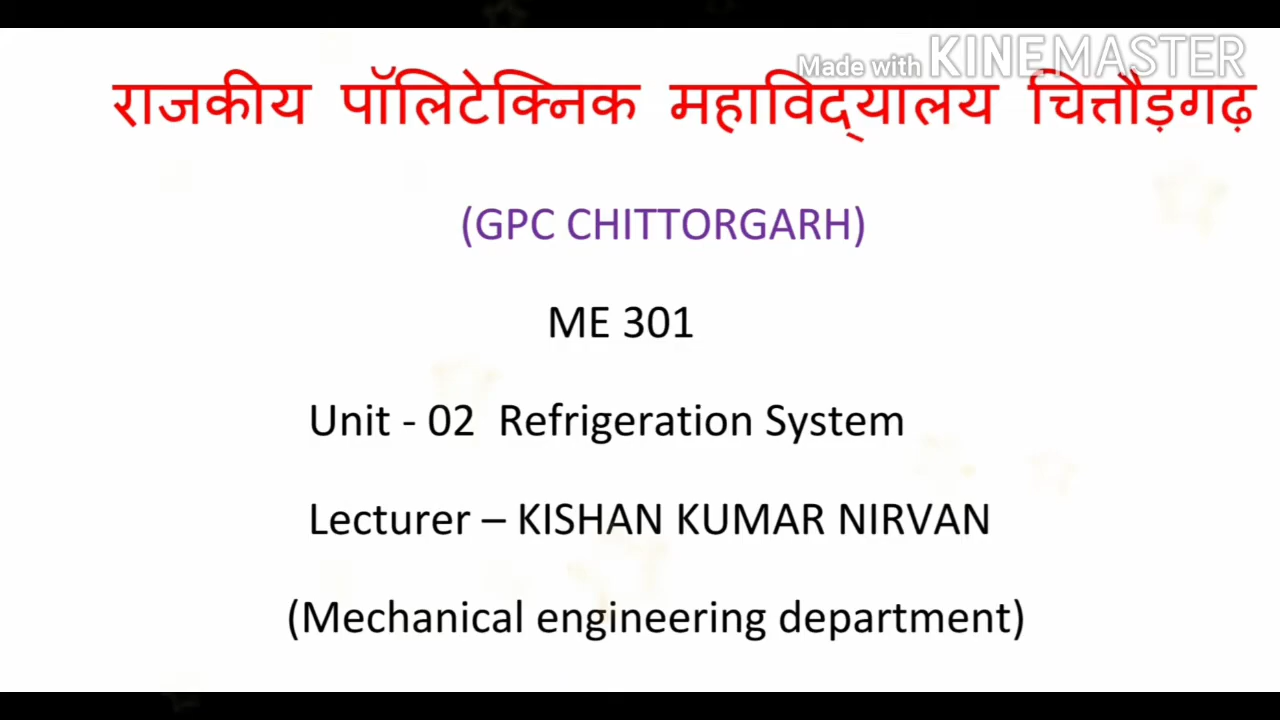 Made with KINEMASTER
राजकीय पॉलिटेक्निक महाविद्यालय चित्तौड़गढ़
(GPC CHITTORGARH)
ME 301
Unit - 02 Refrigeration System
Lecturer – KISHAN KUMAR NIRVAN
(Mechanical engineering department)